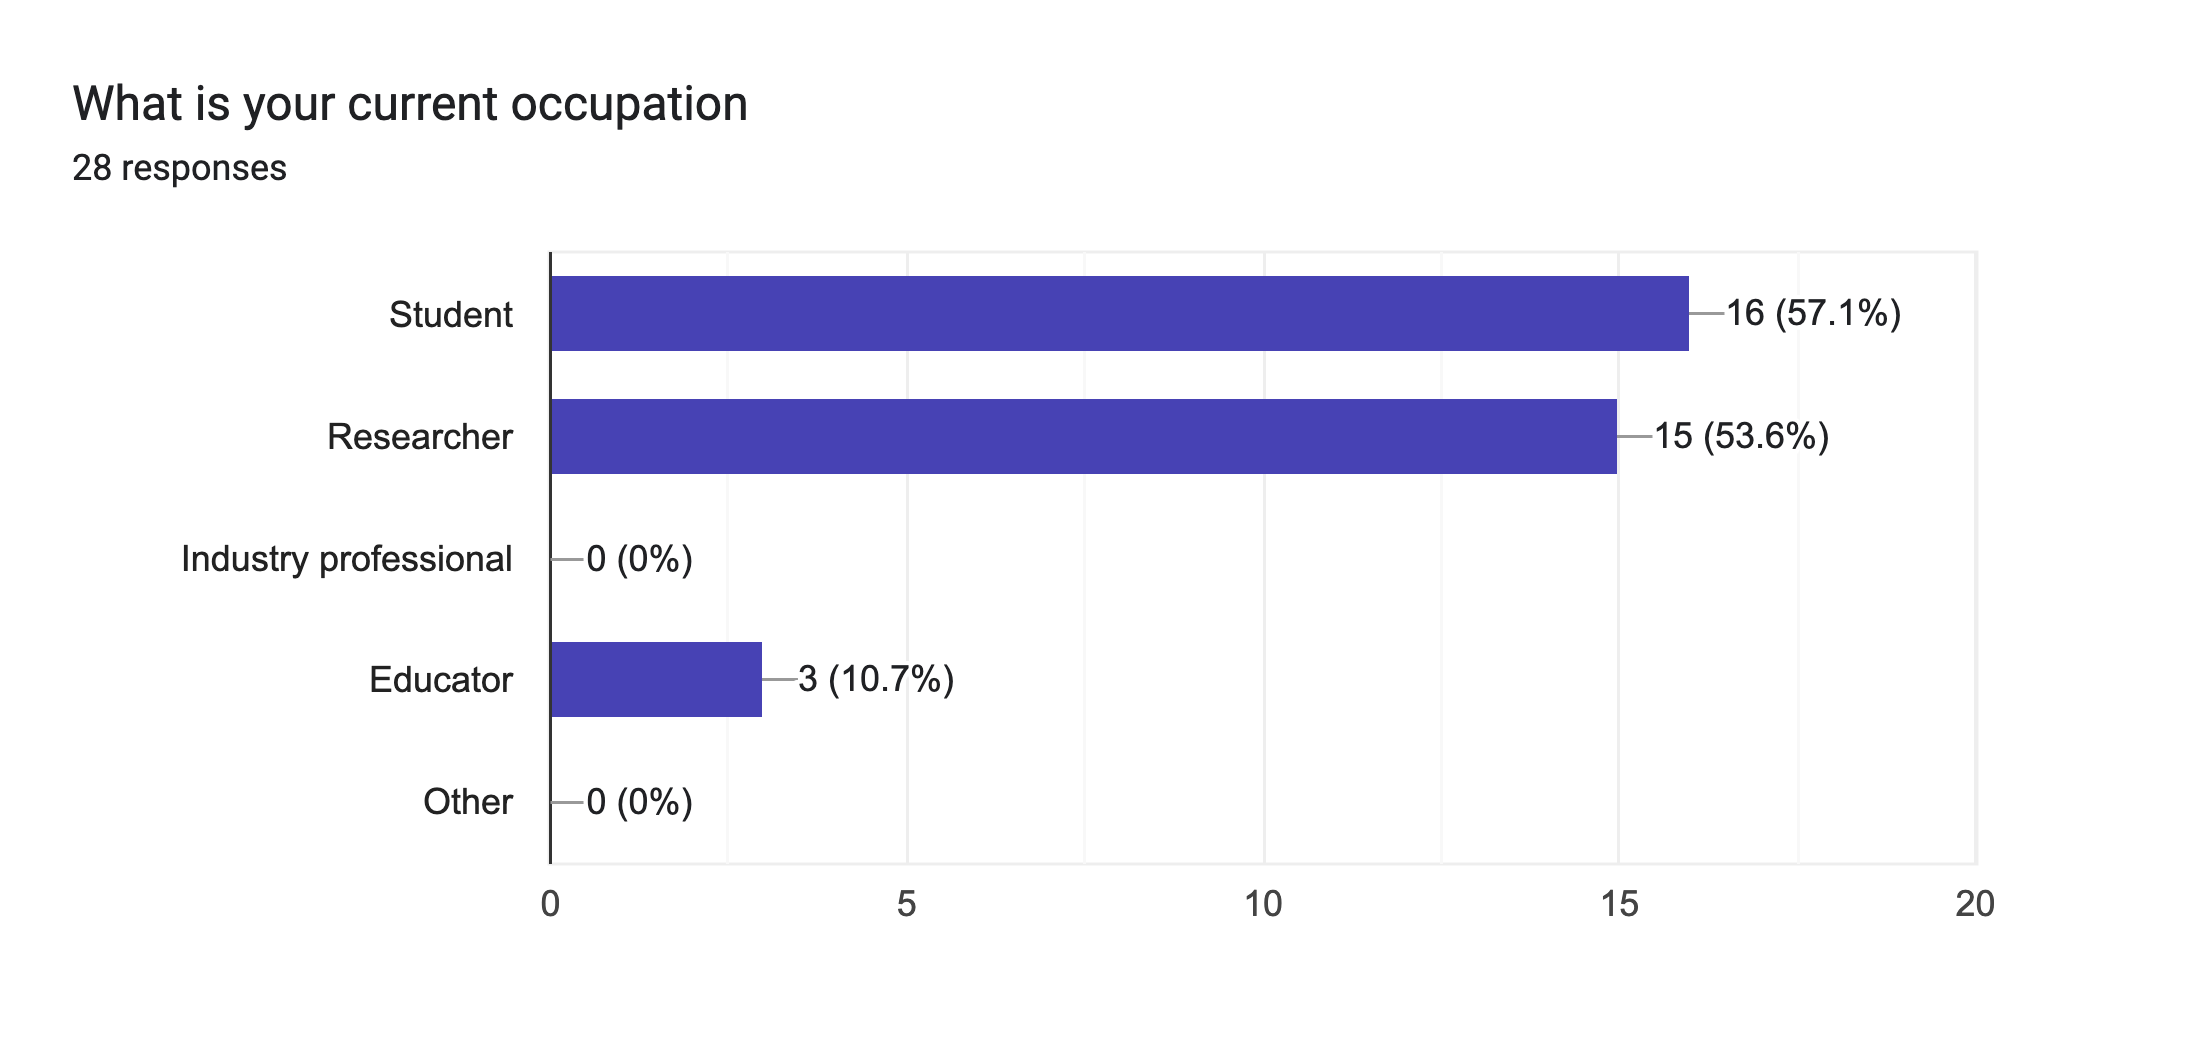 What is your current occupation
28 responses
Student 16 (57.1%)
Researcher 15 (53.6%)
Industry professional 0 (0%)
Educator 3 (10.7%)
Other 0 (0%)
0 5 10 15 20